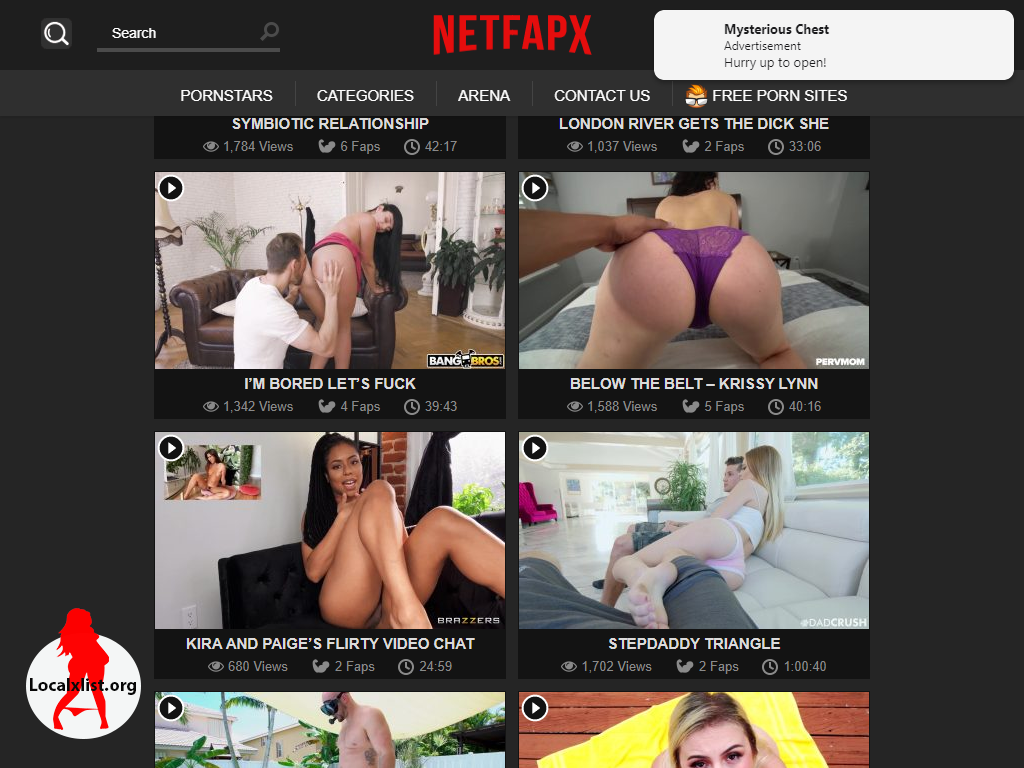 Search
NETFAPX
Mysterious Chest
Advertisement
Hurry up to open!
PORNSTARS
CATEGORIES
ARENA
CONTACT US
FREE PORN SITES
SYMBIOTIC RELATIONSHIP
1,784 Views
6 Faps
42:17
LONDON RIVER GETS THE DICK SHE
1,037 Views
2 Faps
33:06
BANG BROS!
I'M BORED LET'S FUCK
1,342 Views
4 Faps
39:43
PERVMOM
BELOW THE BELT – KRISSY LYNN
1,588 Views
5 Faps
40:16
BRAZZERS
KIRA AND PAIGE'S FLIRTY VIDEO CHAT
680 Views
2 Faps
24:59
@DADCRUSH
STEPDADDY TRIANGLE
1,702 Views
2 Faps
1:00:40
Localxlist.org